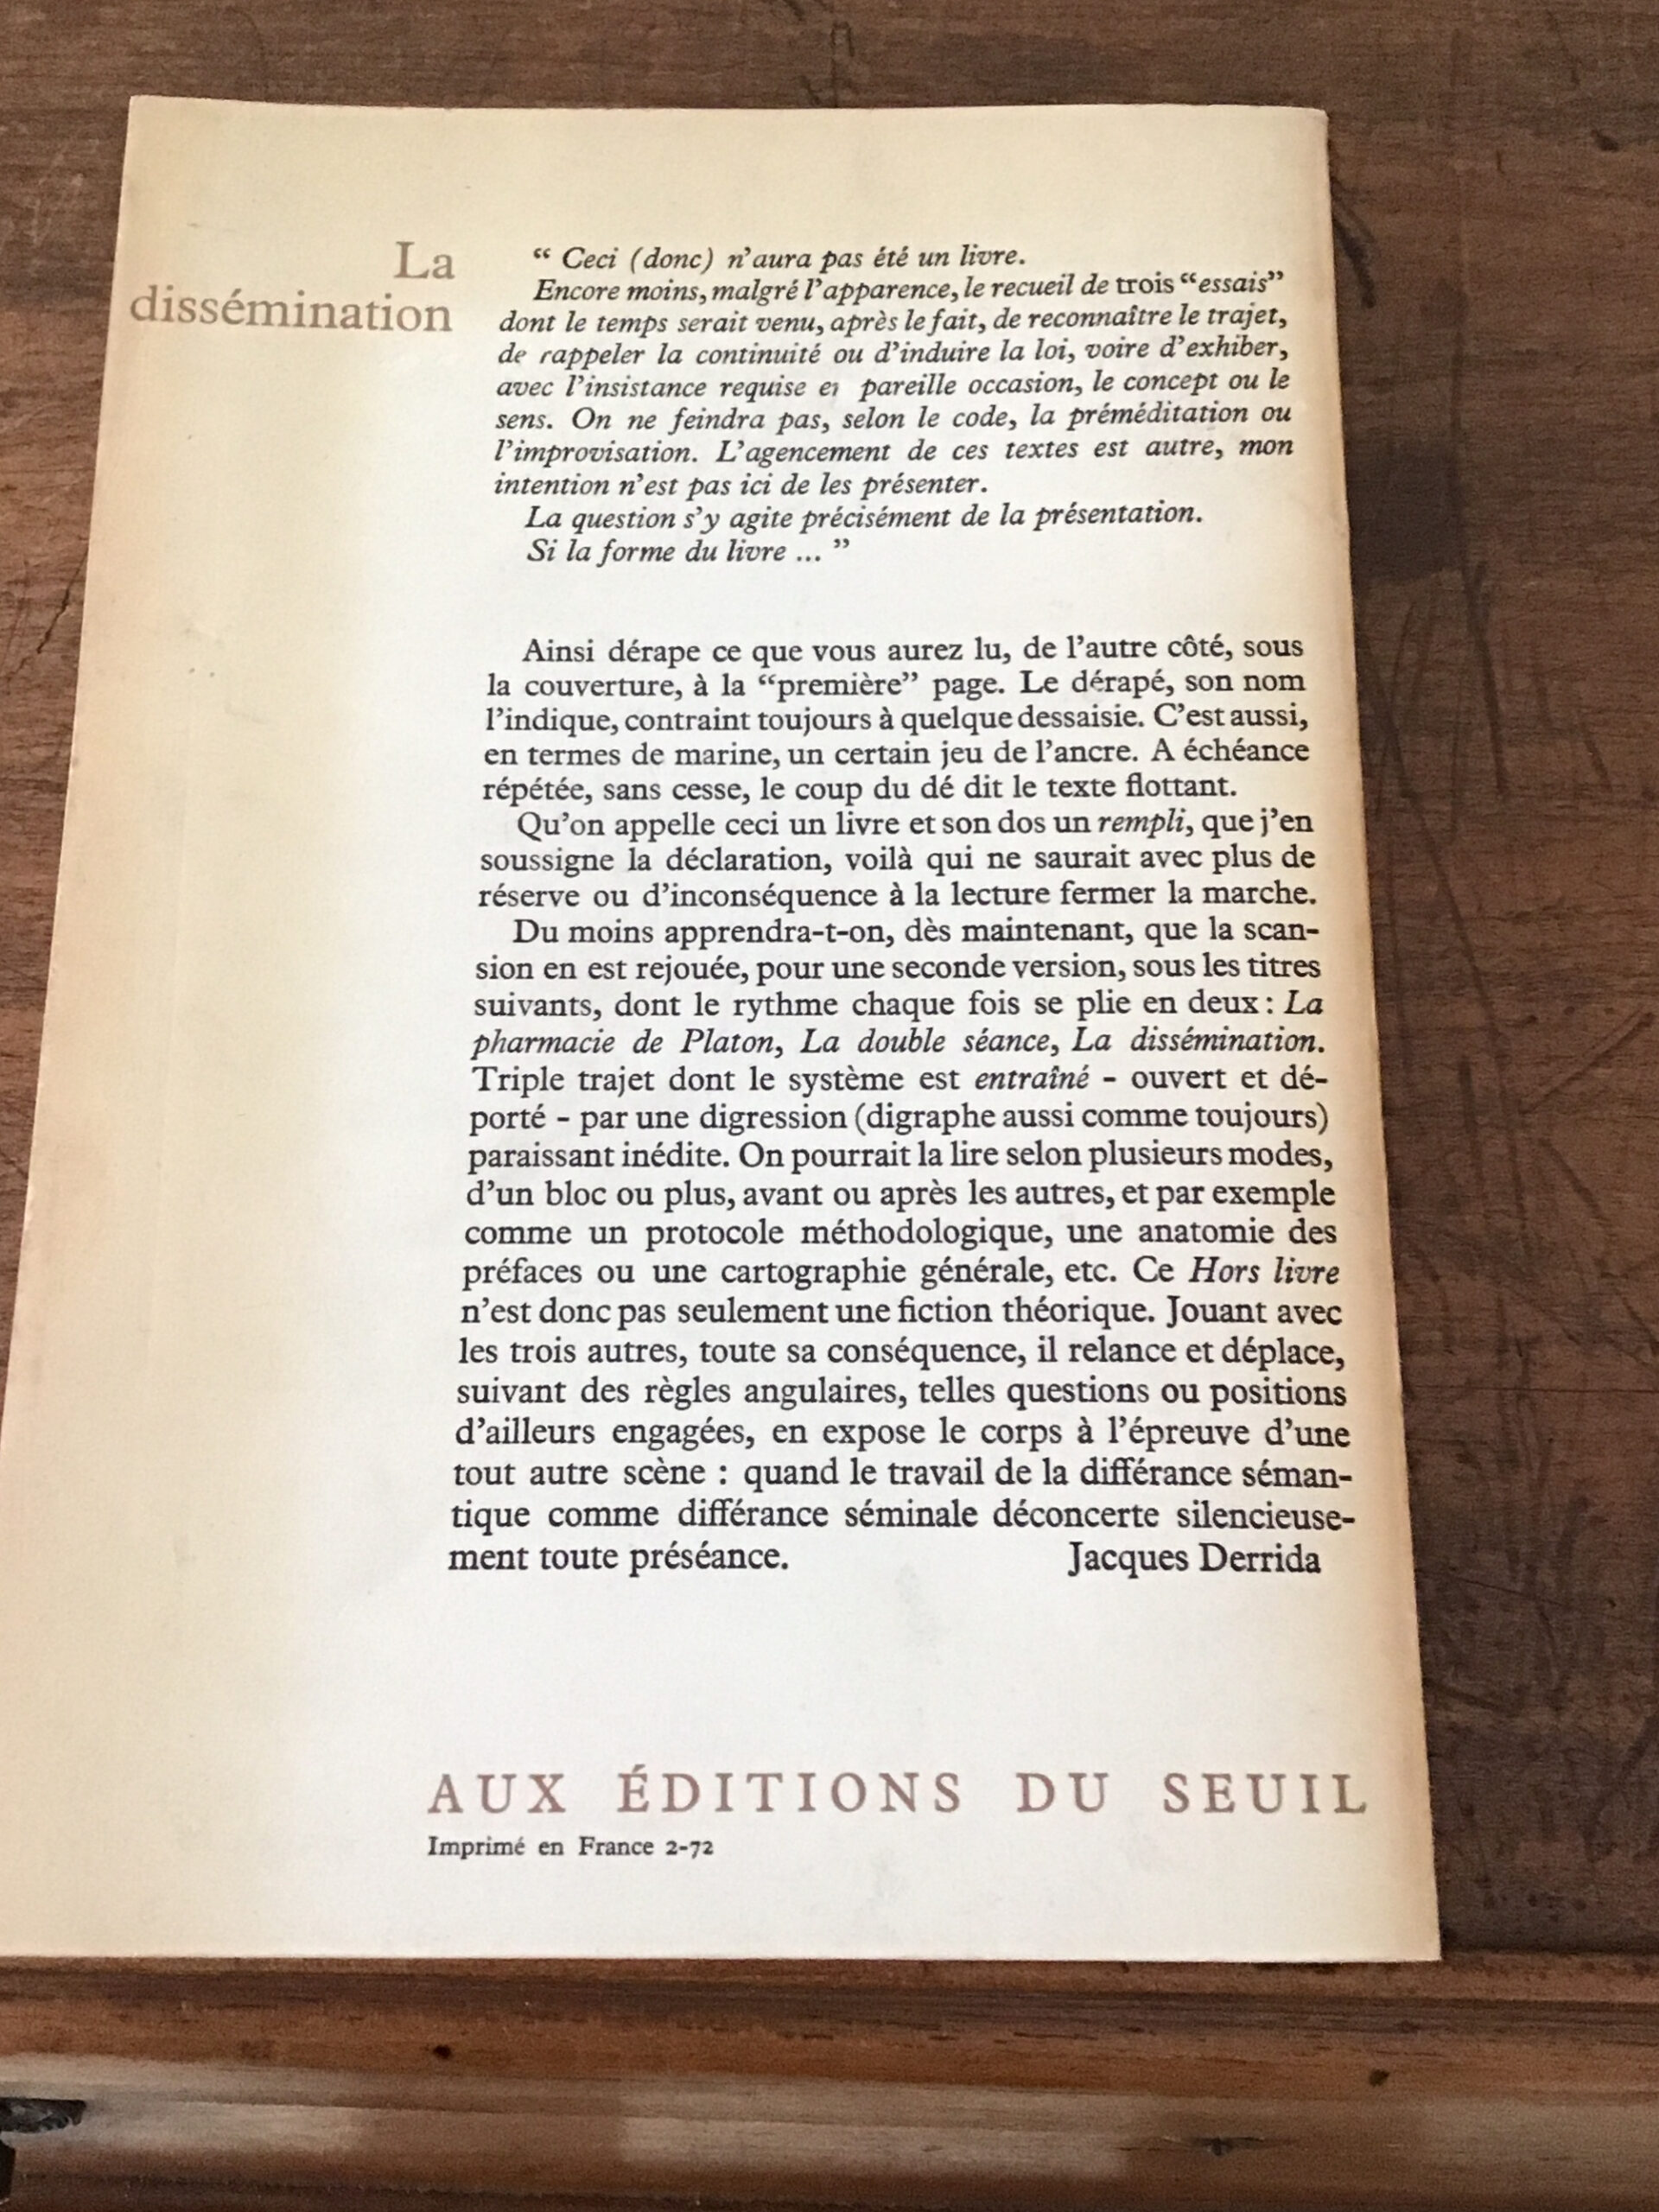 La
dissémination
“ Ceci (donc) n’aura pas été un livre.
Encore moins, malgré l’apparence, le recueil de trois “essais”
dont le temps serait venu, après le fait, de reconnaître le trajet,
de rappeler la continuité ou d’induire la loi, voire d’exhiber,
avec l’insistance requise en pareille occasion, le concept ou le
sens. On ne feindra pas, selon le code, la préméditation ou
l’improvisation. L’agencement de ces textes est autre, mon
intention n’est pas ici de les présenter.
La question s’y agite précisément de la présentation.
Si la forme du livre ... ”
Ainsi dérape ce que vous aurez lu, de l’autre côté, sous
la couverture, à la “première” page. Le dérapé, son nom
l’indique, contraint toujours à quelque dessaisie. C’est aussi,
en termes de marine, un certain jeu de l’ancre. A échéance
répétée, sans cesse, le coup du dé dit le texte flottant.
Qu’on appelle ceci un livre et son dos un rempli, que j’en
soussigne la déclaration, voilà qui ne saurait avec plus de
réserve ou d’inconséquence à la lecture fermer la marche.
Du moins apprendra-t-on, dès maintenant, que la scan-
sion en est rejouée, pour une seconde version, sous les titres
suivants, dont le rythme chaque fois se plie en deux : La
pharmacie de Platon, La double séance, La dissémination.
Triple trajet dont le système est entraîné - ouvert et dé-
porté - par une digression (digraphe aussi comme toujours)
paraissant inédite. On pourrait la lire selon plusieurs modes,
d’un bloc ou plus, avant ou après les autres, et par exemple
comme un protocole méthodologique, une anatomie des
préfaces ou une cartographie générale, etc. Ce Hors livre
n’est donc pas seulement une fiction théorique. Jouant avec
les trois autres, toute sa conséquence, il relance et déplace,
suivant des règles angulaires, telles questions ou positions
d’ailleurs engagées, en expose le corps à l’épreuve d’une
tout autre scène : quand le travail de la différance séman-
tique comme différance séminale déconcerte silencieuse-
ment toute préséance. Jacques Derrida
AUX ÉDITIONS DU SEUIL
Imprimé en France 2-72